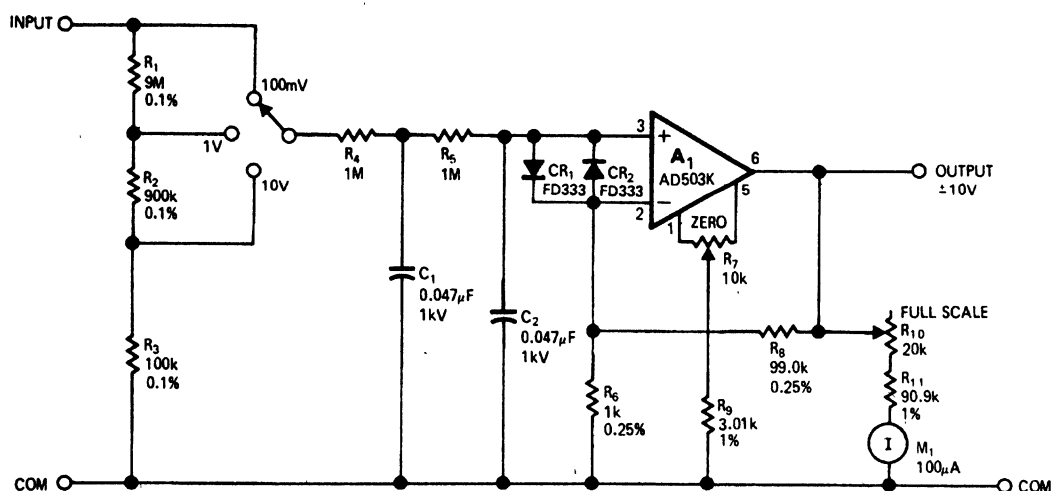 INPUT
R1
9M
0.1%
100mV
1V
R2
900k
0.1%
10V
R3
100k
0.1%
COM
R4
1M
R5
1M
C1
0.047µF
1kV
C2
0.047µF
1kV
CR1
FD333
CR2
FD333
3
+
A1
AD503K
6
5
−
2
1
ZERO
R7
10k
OUTPUT
±10V
R8
99.0k
0.25%
R6
1k
0.25%
R9
3.01k
1%
FULL SCALE
R10
20k
R11
90.9k
1%
I
M1
100µA
COM